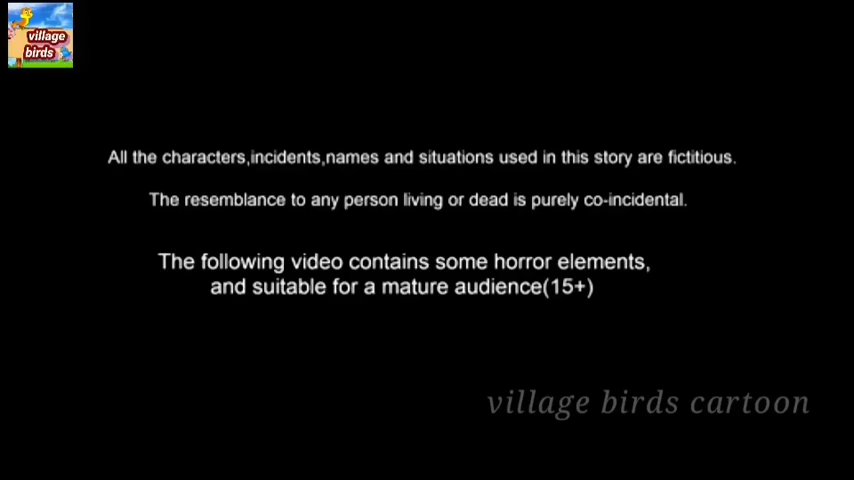 village
birds
All the characters,incidents,names and situations used in this story are fictitious.
The resemblance to any person living or dead is purely co-incidental.
The following video contains some horror elements,
and suitable for a mature audience(15+)
village birds cartoon